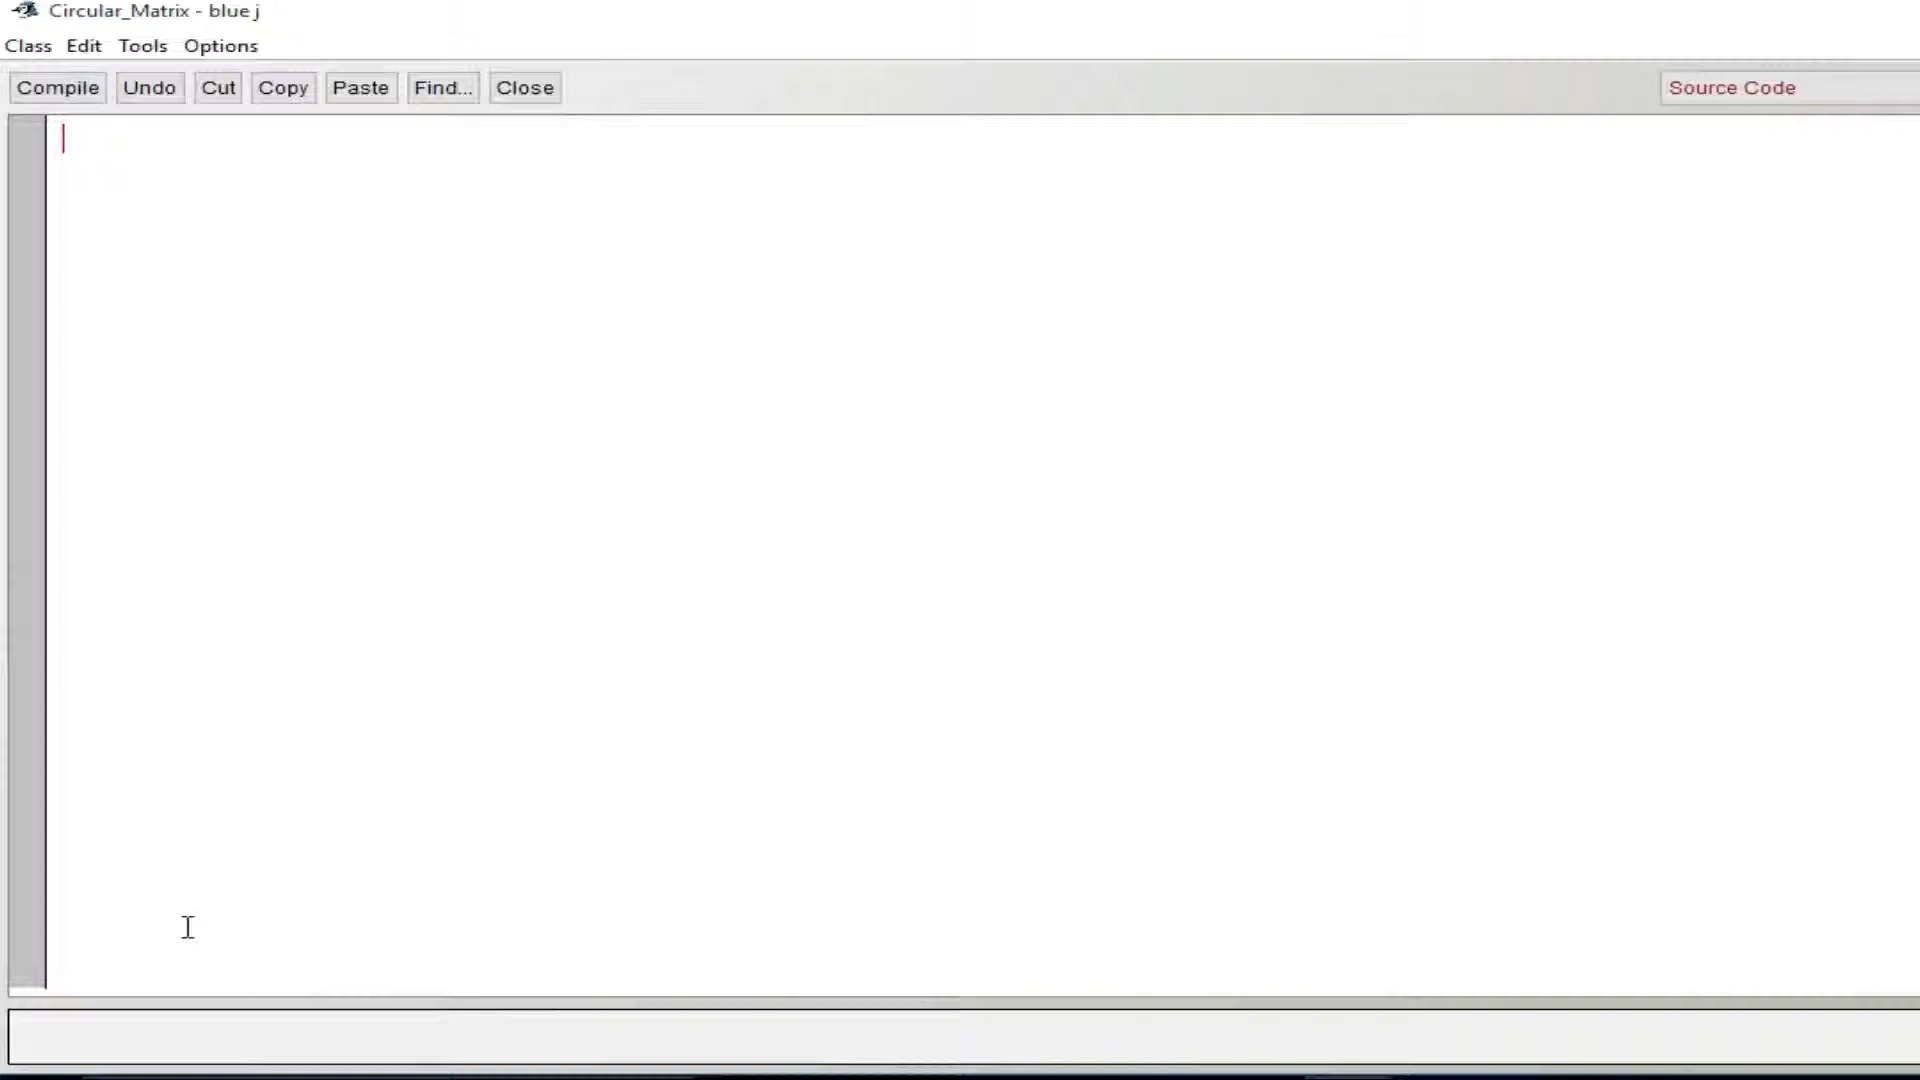 Circular_Matrix - blue j
Class Edit Tools Options
Compile Undo Cut Copy Paste Find... Close Source Code